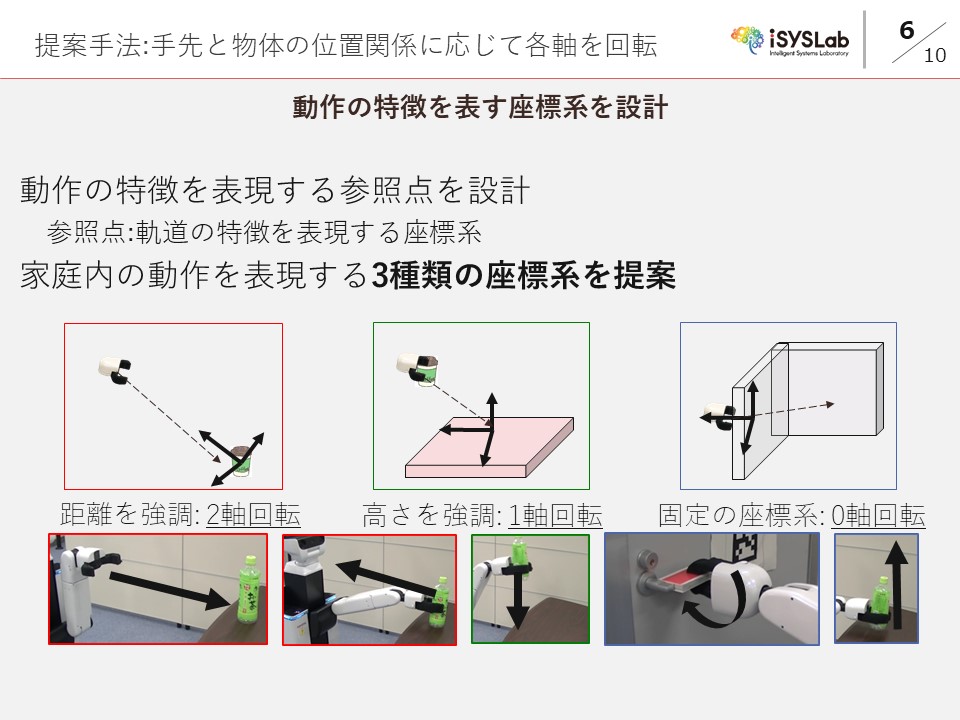 提案手法:手先と物体の位置関係に応じて各軸を回転
iSYSLab
Intelligent Systems Laboratory
6
10
動作の特徴を表す座標系を設計
動作の特徴を表現する参照点を設計
参照点:軌道の特徴を表現する座標系
家庭内の動作を表現する3種類の座標系を提案
距離を強調: 2軸回転
高さを強調: 1軸回転
固定の座標系: 0軸回転